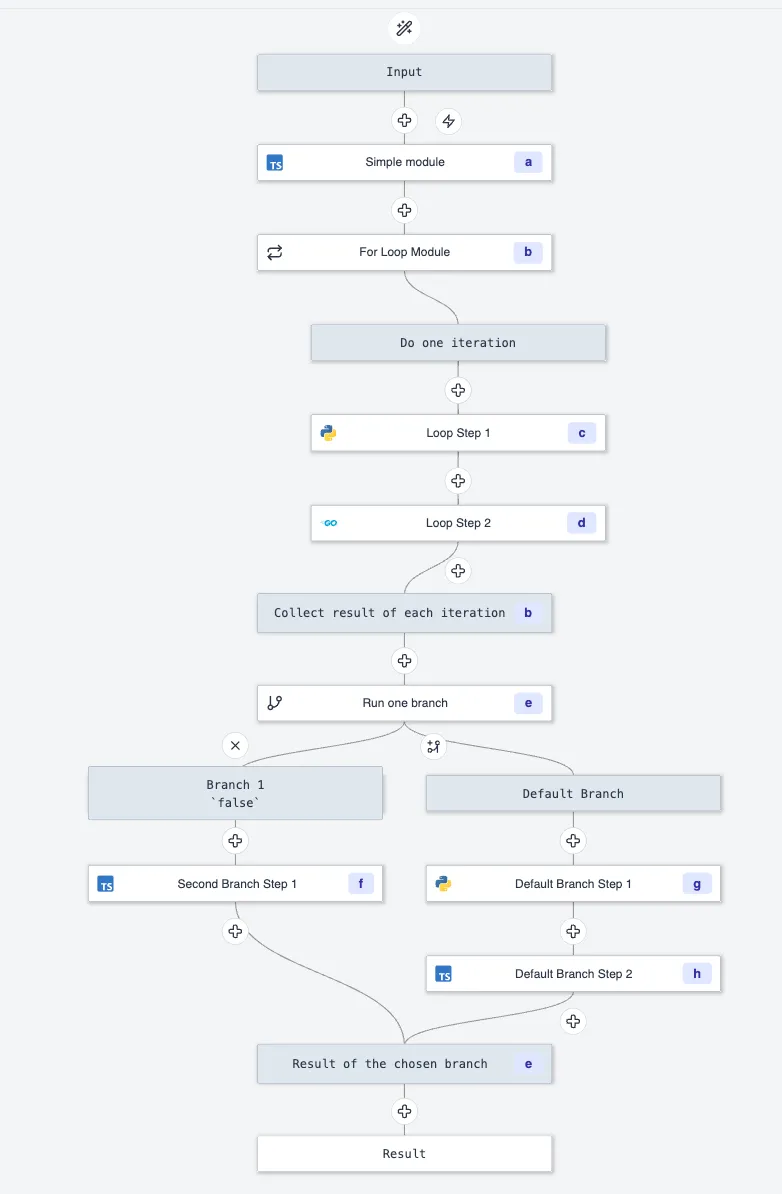 Input
TS Simple module a
For Loop Module b
Do one iteration
Loop Step 1 c
GO Loop Step 2 d
Collect result of each iteration b
Run one branch e
Branch 1
`false`
Default Branch
TS Second Branch Step 1 f
Default Branch Step 1 g
TS Default Branch Step 2 h
Result of the chosen branch e
Result